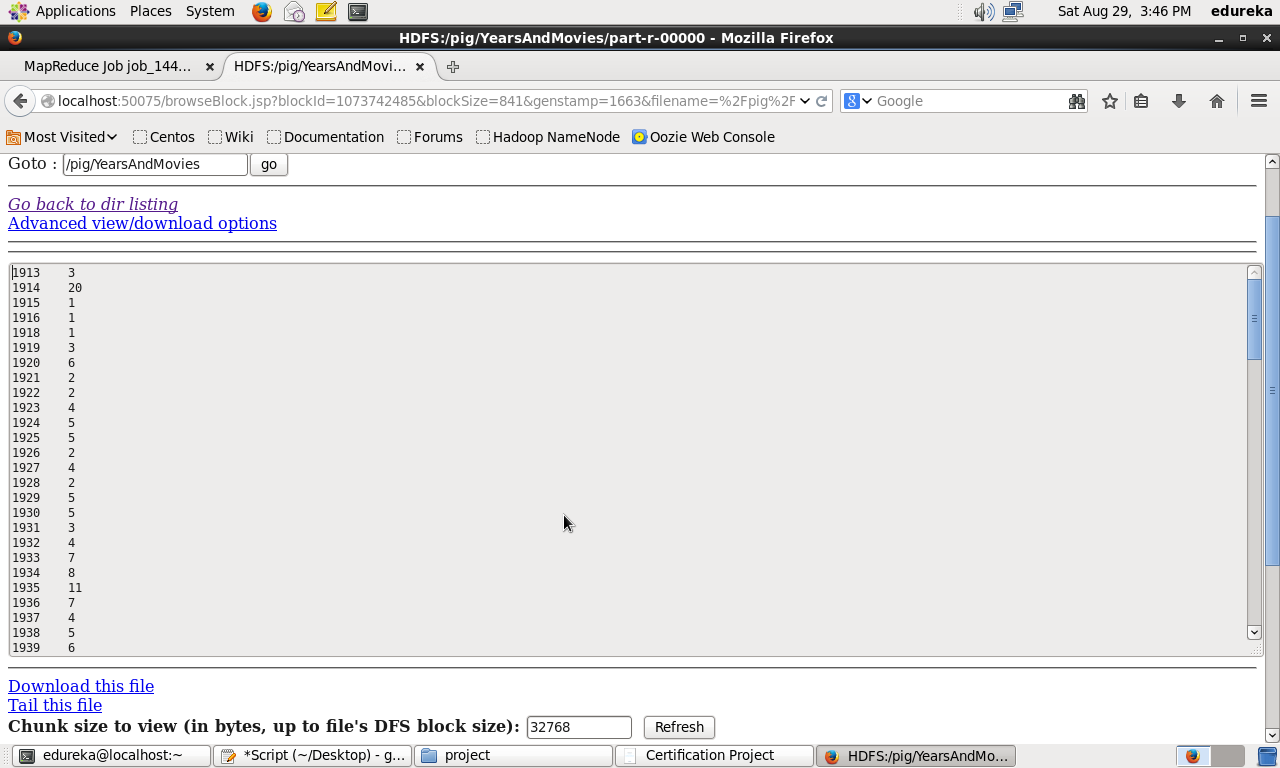 Applications Places System Sat Aug 29, 3:46 PM edureka
HDFS:/pig/YearsAndMovies/part-r-00000 - Mozilla Firefox
MapReduce Job job_144... HDFS:/pig/YearsAndMovi...
localhost:50075/browseBlock.jsp?blockId=1073742485&blockSize=841&genstamp=1663&filename=%2Fpig%2F Google
Most Visited Centos Wiki Documentation Forums Hadoop NameNode Oozie Web Console
Goto : /pig/YearsAndMovies go
Go back to dir listing
Advanced view/download options
1913 3
1914 20
1915 1
1916 1
1918 1
1919 3
1920 6
1921 2
1922 2
1923 4
1924 5
1925 5
1926 2
1927 4
1928 2
1929 5
1930 5
1931 3
1932 4
1933 7
1934 8
1935 11
1936 7
1937 4
1938 5
1939 6
Download this file
Tail this file
Chunk size to view (in bytes, up to file's DFS block size): 32768 Refresh
edureka@localhost:~ *Script (~/Desktop) - g... project Certification Project HDFS:/pig/YearsAndMo...